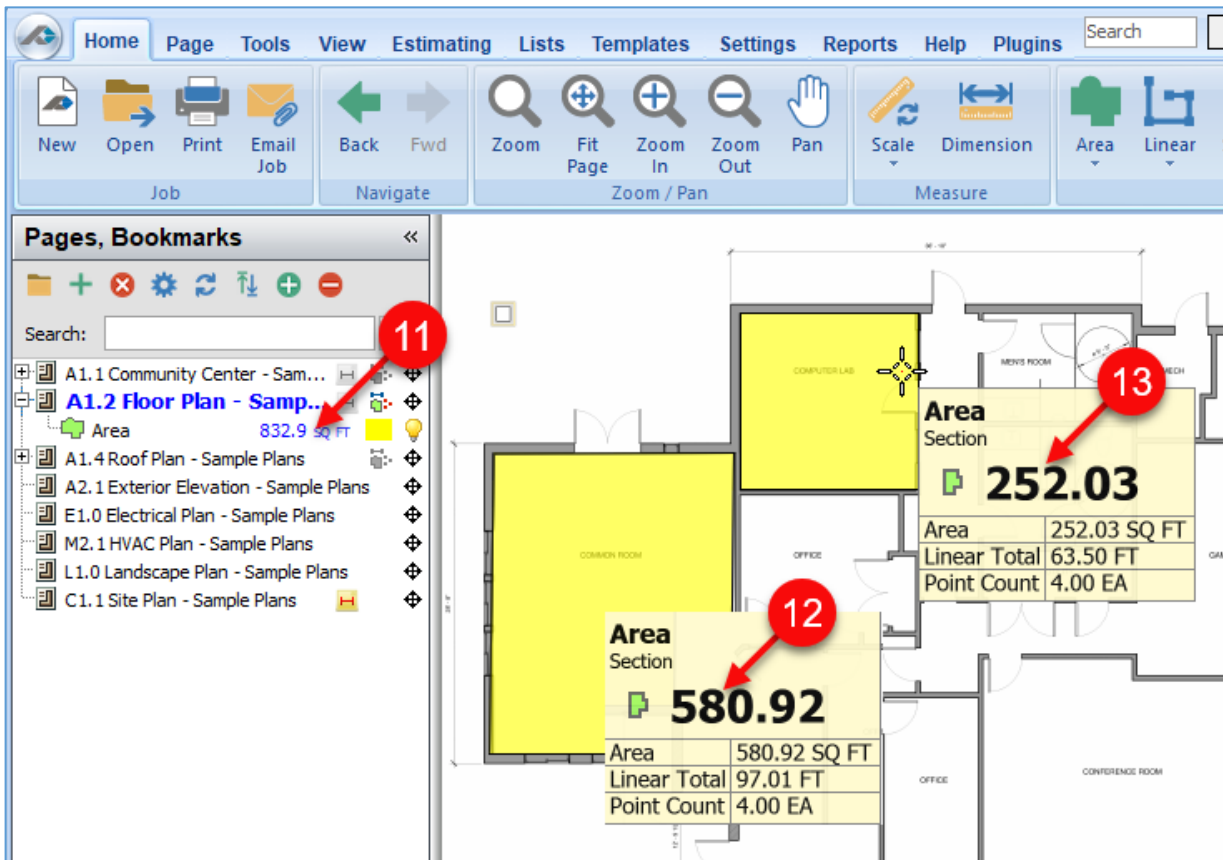 Home Page Tools View Estimating Lists Templates Settings Reports Help Plugins Search
New Open Print Email Job Back Fwd Zoom Fit Page Zoom In Zoom Out Pan Scale Dimension Area Linear
Job Navigate Zoom / Pan Measure
Pages, Bookmarks «
Search:
11
A1.1 Community Center - Sam...
A1.2 Floor Plan - Samp...
Area 832.9 SQ FT
A1.4 Roof Plan - Sample Plans
A2.1 Exterior Elevation - Sample Plans
E1.0 Electrical Plan - Sample Plans
M2.1 HVAC Plan - Sample Plans
L1.0 Landscape Plan - Sample Plans
C1.1 Site Plan - Sample Plans
COMPUTER LAB
MEN'S ROOM
MECH
13
Area
Section
252.03
Area 252.03 SQ FT
Linear Total 63.50 FT
Point Count 4.00 EA
COMMON ROOM
OFFICE
12
Area
Section
580.92
Area 580.92 SQ FT
Linear Total 97.01 FT
Point Count 4.00 EA
OFFICE
CONFERENCE ROOM